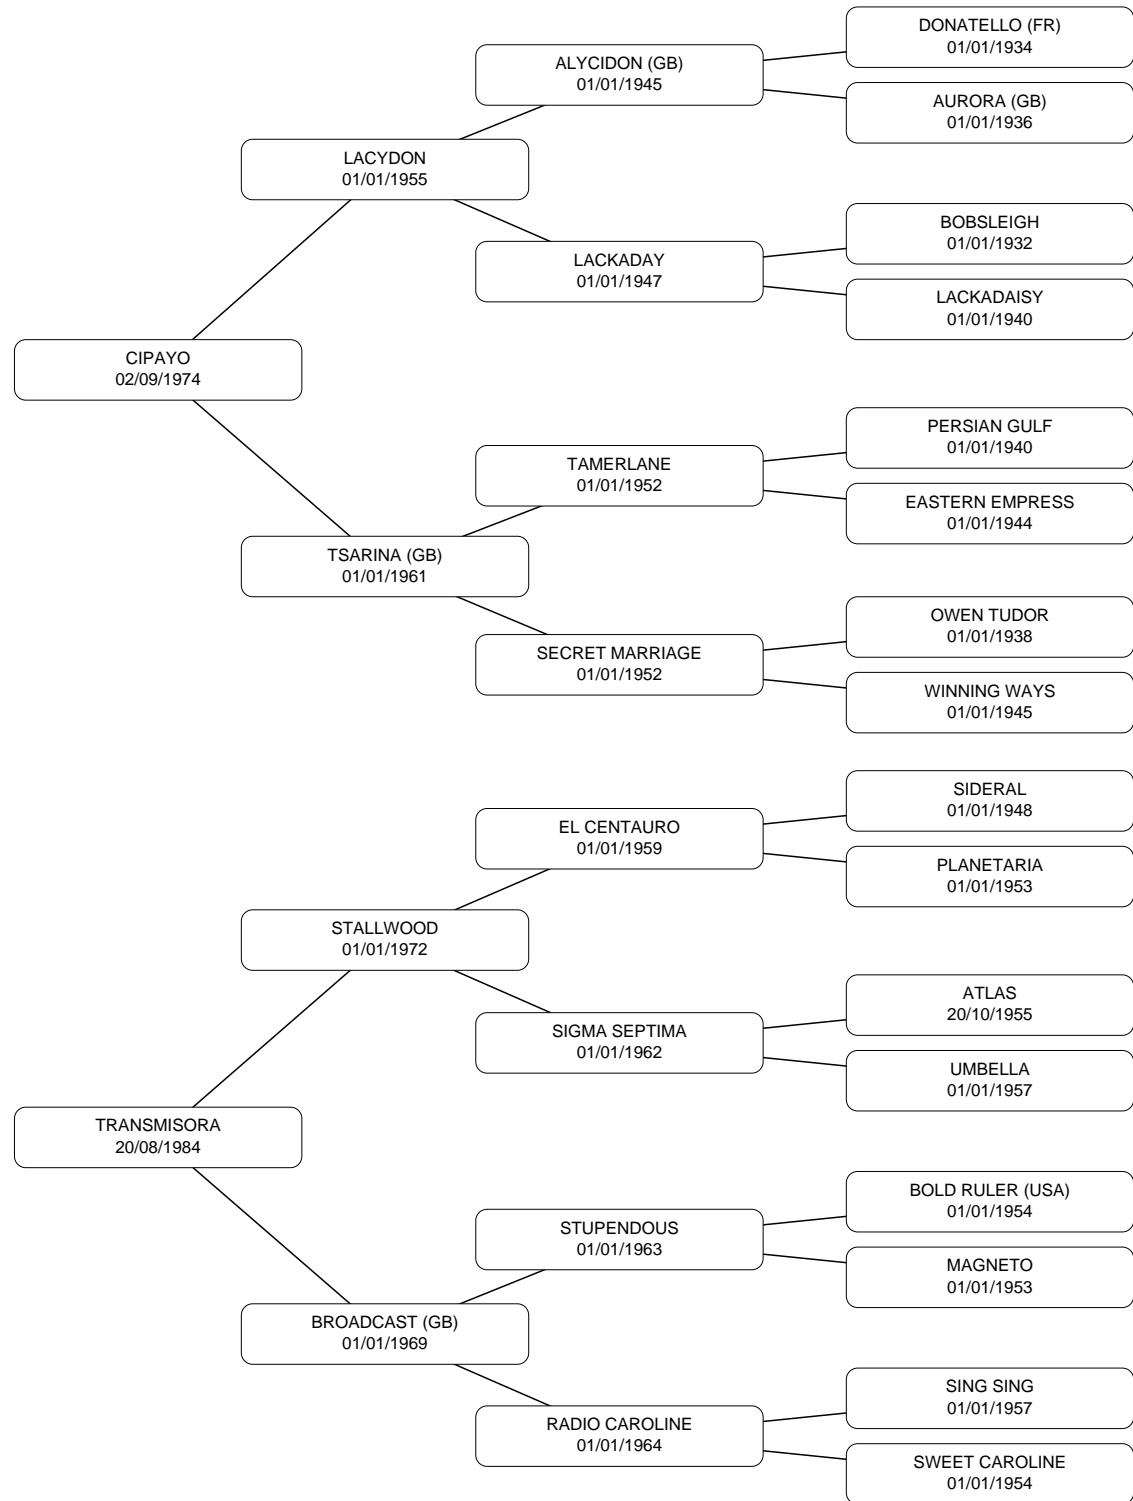 DONATELLO (FR)
01/01/1934
ALYCIDON (GB)
01/01/1945
AURORA (GB)
01/01/1936
LACYDON
01/01/1955
BOBSLEIGH
01/01/1932
LACKADAY
01/01/1947
LACKADAISY
01/01/1940
CIPAYO
02/09/1974
PERSIAN GULF
01/01/1940
TAMERLANE
01/01/1952
EASTERN EMPRESS
01/01/1944
TSARINA (GB)
01/01/1961
OWEN TUDOR
01/01/1938
SECRET MARRIAGE
01/01/1952
WINNING WAYS
01/01/1945
SIDERAL
01/01/1948
EL CENTAURO
01/01/1959
PLANETARIA
01/01/1953
STALLWOOD
01/01/1972
ATLAS
20/10/1955
SIGMA SEPTIMA
01/01/1962
UMBELLA
01/01/1957
TRANSMISORA
20/08/1984
BOLD RULER (USA)
01/01/1954
STUPENDOUS
01/01/1963
MAGNETO
01/01/1953
BROADCAST (GB)
01/01/1969
SING SING
01/01/1957
RADIO CAROLINE
01/01/1964
SWEET CAROLINE
01/01/1954